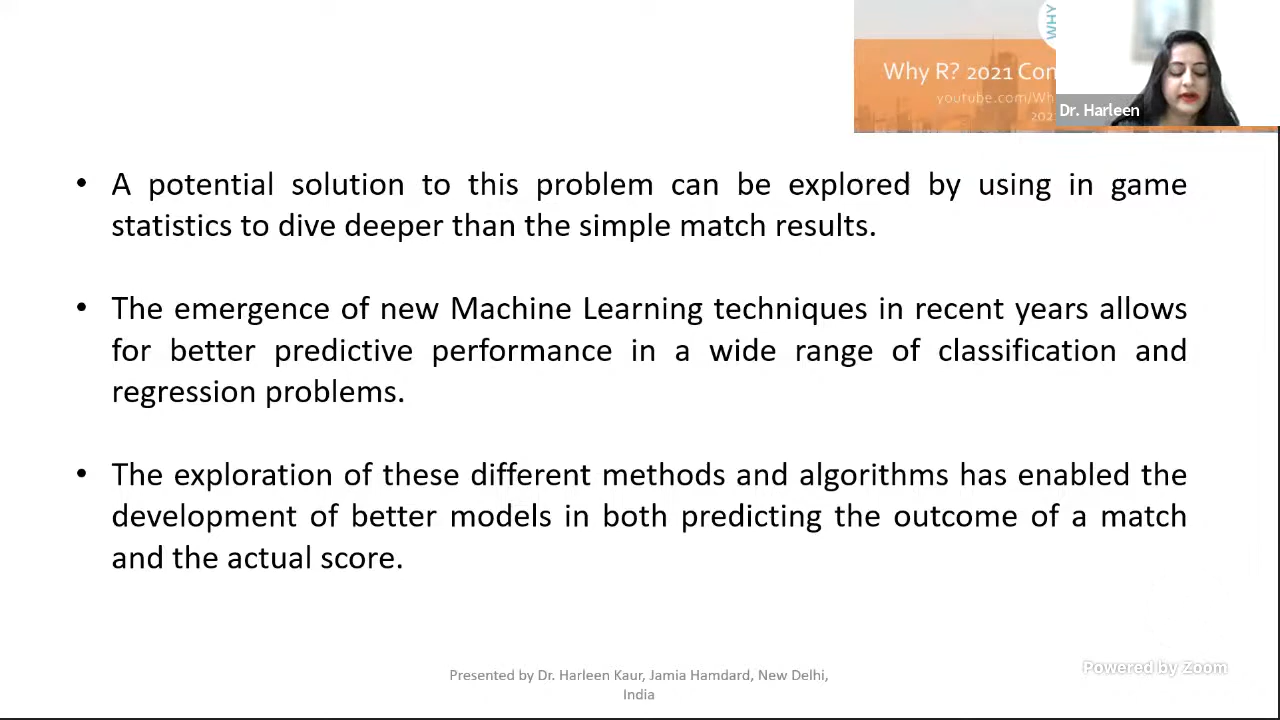 WHY
Why R? 2021 Con
youtube.com/Wh
202
Dr. Harleen
• A potential solution to this problem can be explored by using in game
statistics to dive deeper than the simple match results.
• The emergence of new Machine Learning techniques in recent years allows
for better predictive performance in a wide range of classification and
regression problems.
• The exploration of these different methods and algorithms has enabled the
development of better models in both predicting the outcome of a match
and the actual score.
Presented by Dr. Harleen Kaur, Jamia Hamdard, New Delhi,
India
Powered by Zoom